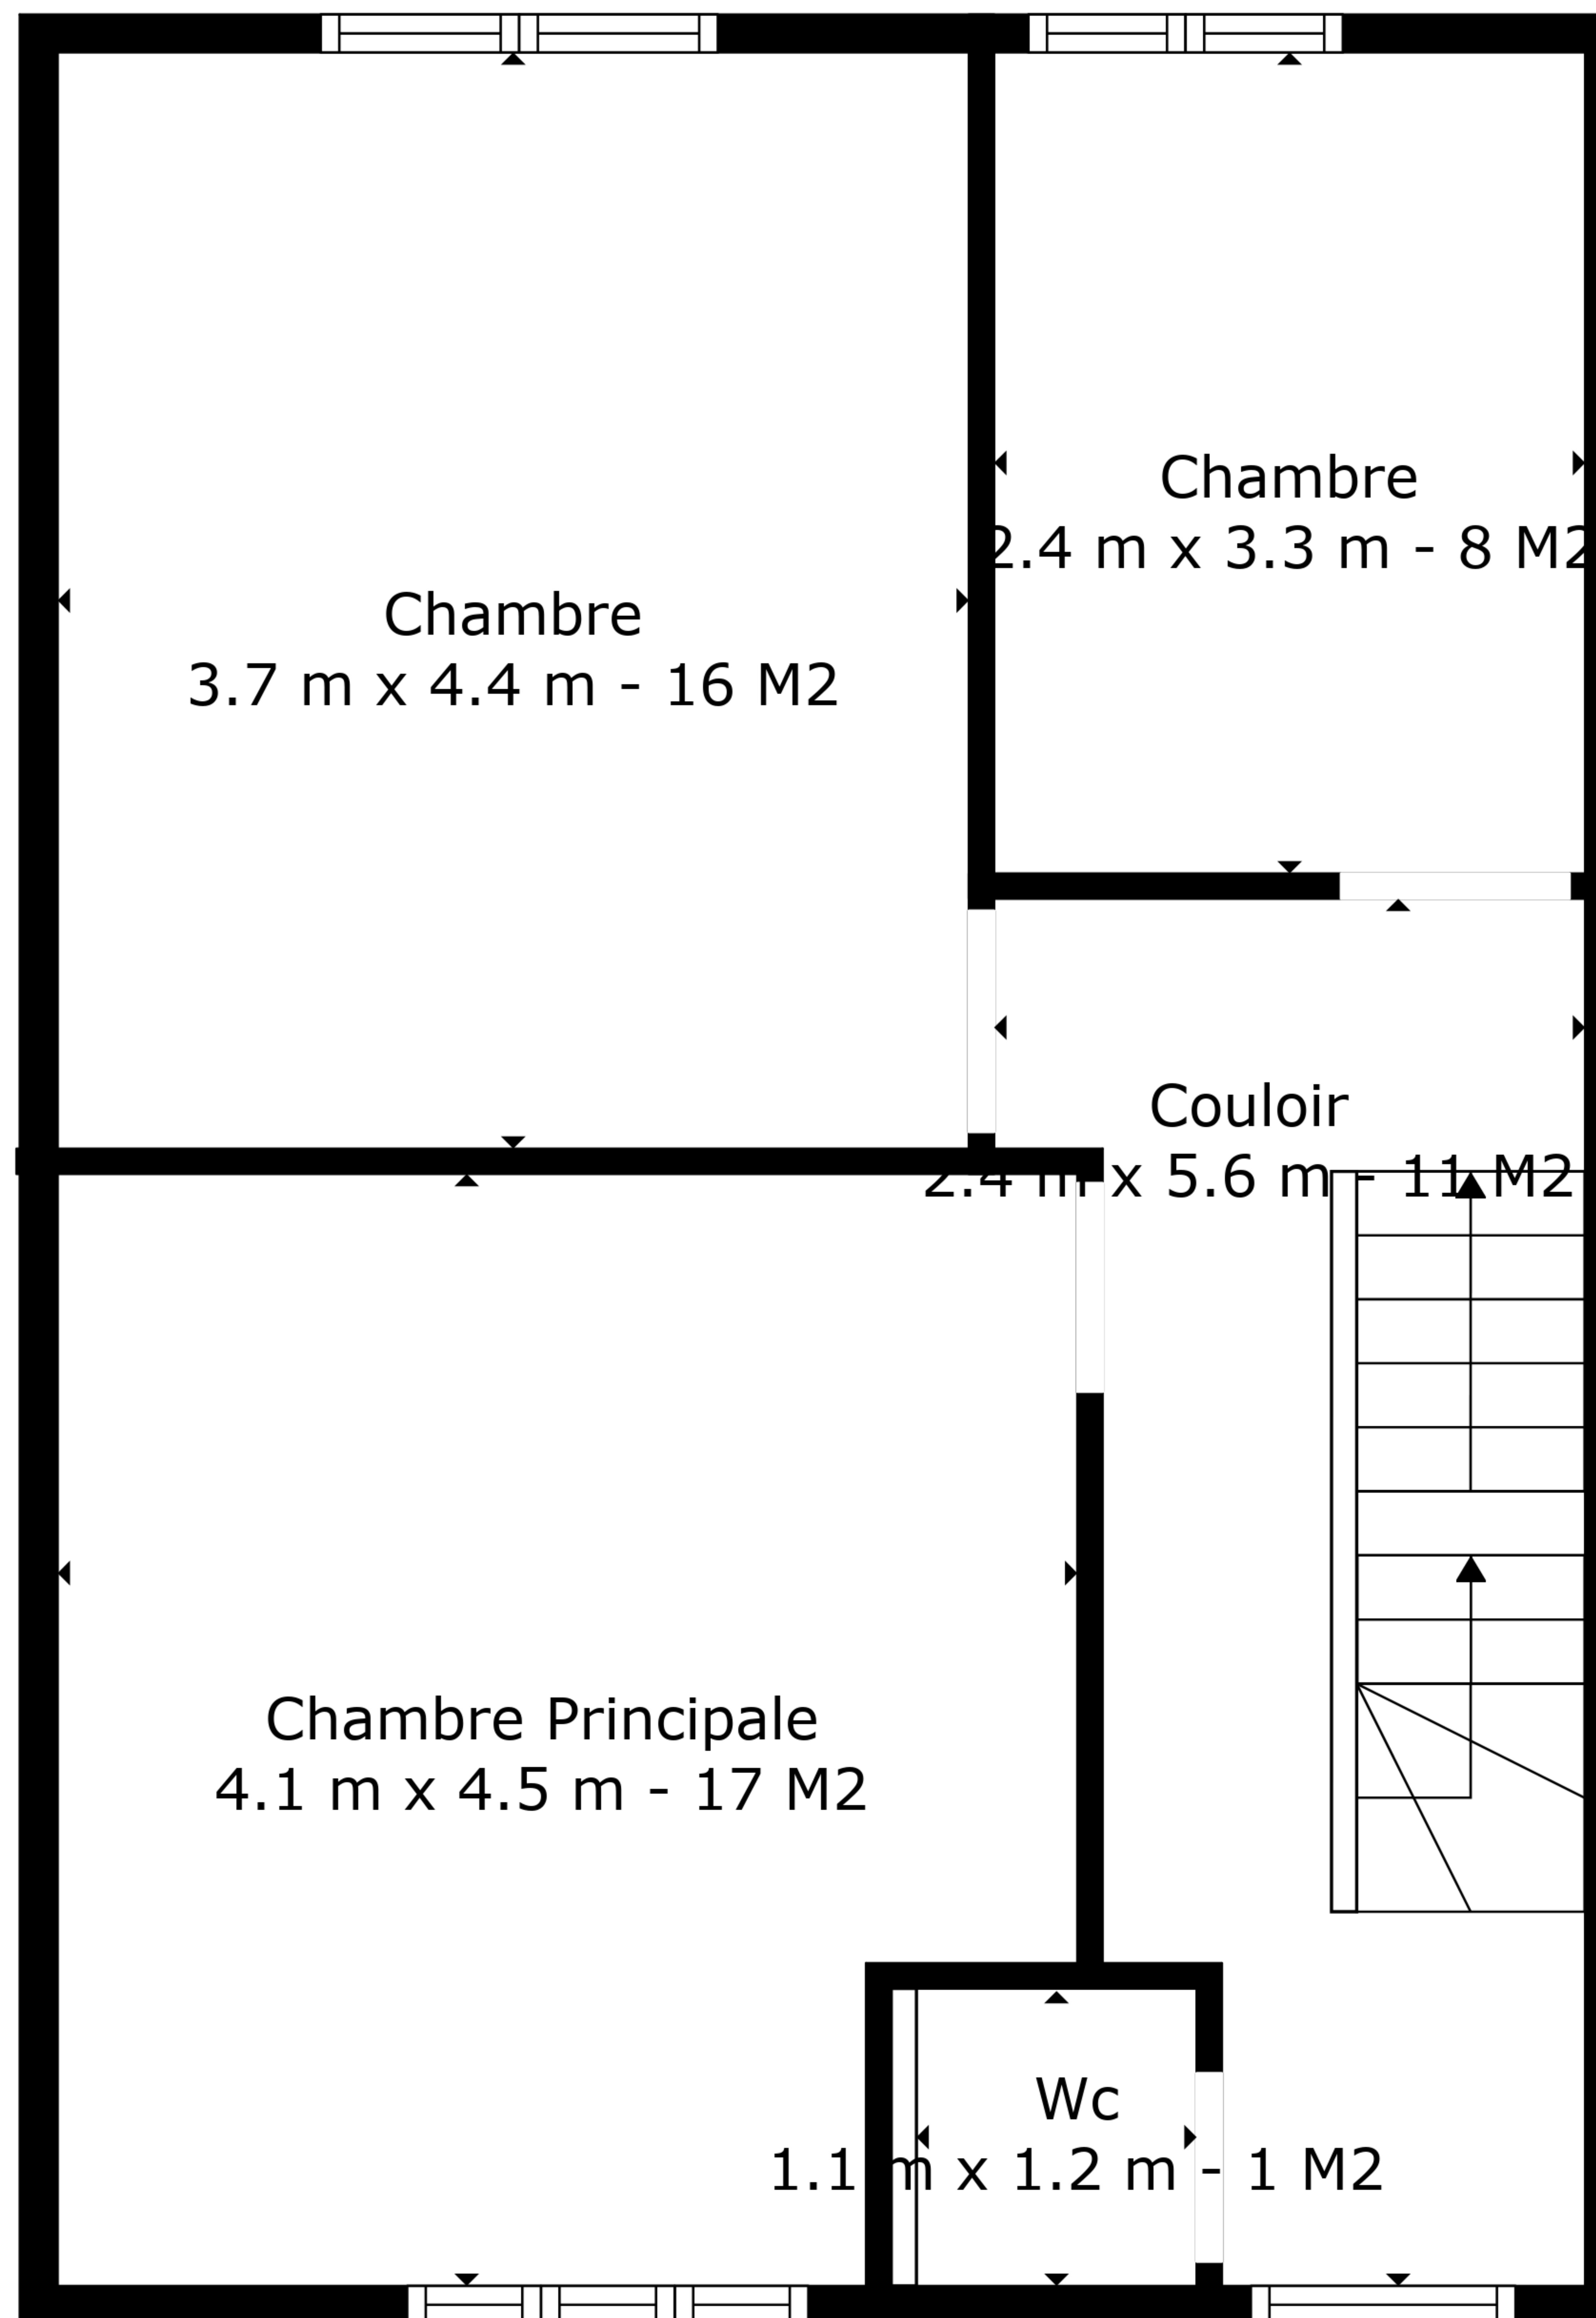 Chambre
2.4 m x 3.3 m - 8 M2
Chambre
3.7 m x 4.4 m - 16 M2
Couloir
2.4 m x 5.6 m - 11 M2
Chambre Principale
4.1 m x 4.5 m - 17 M2
Wc
1.1 m x 1.2 m - 1 M2